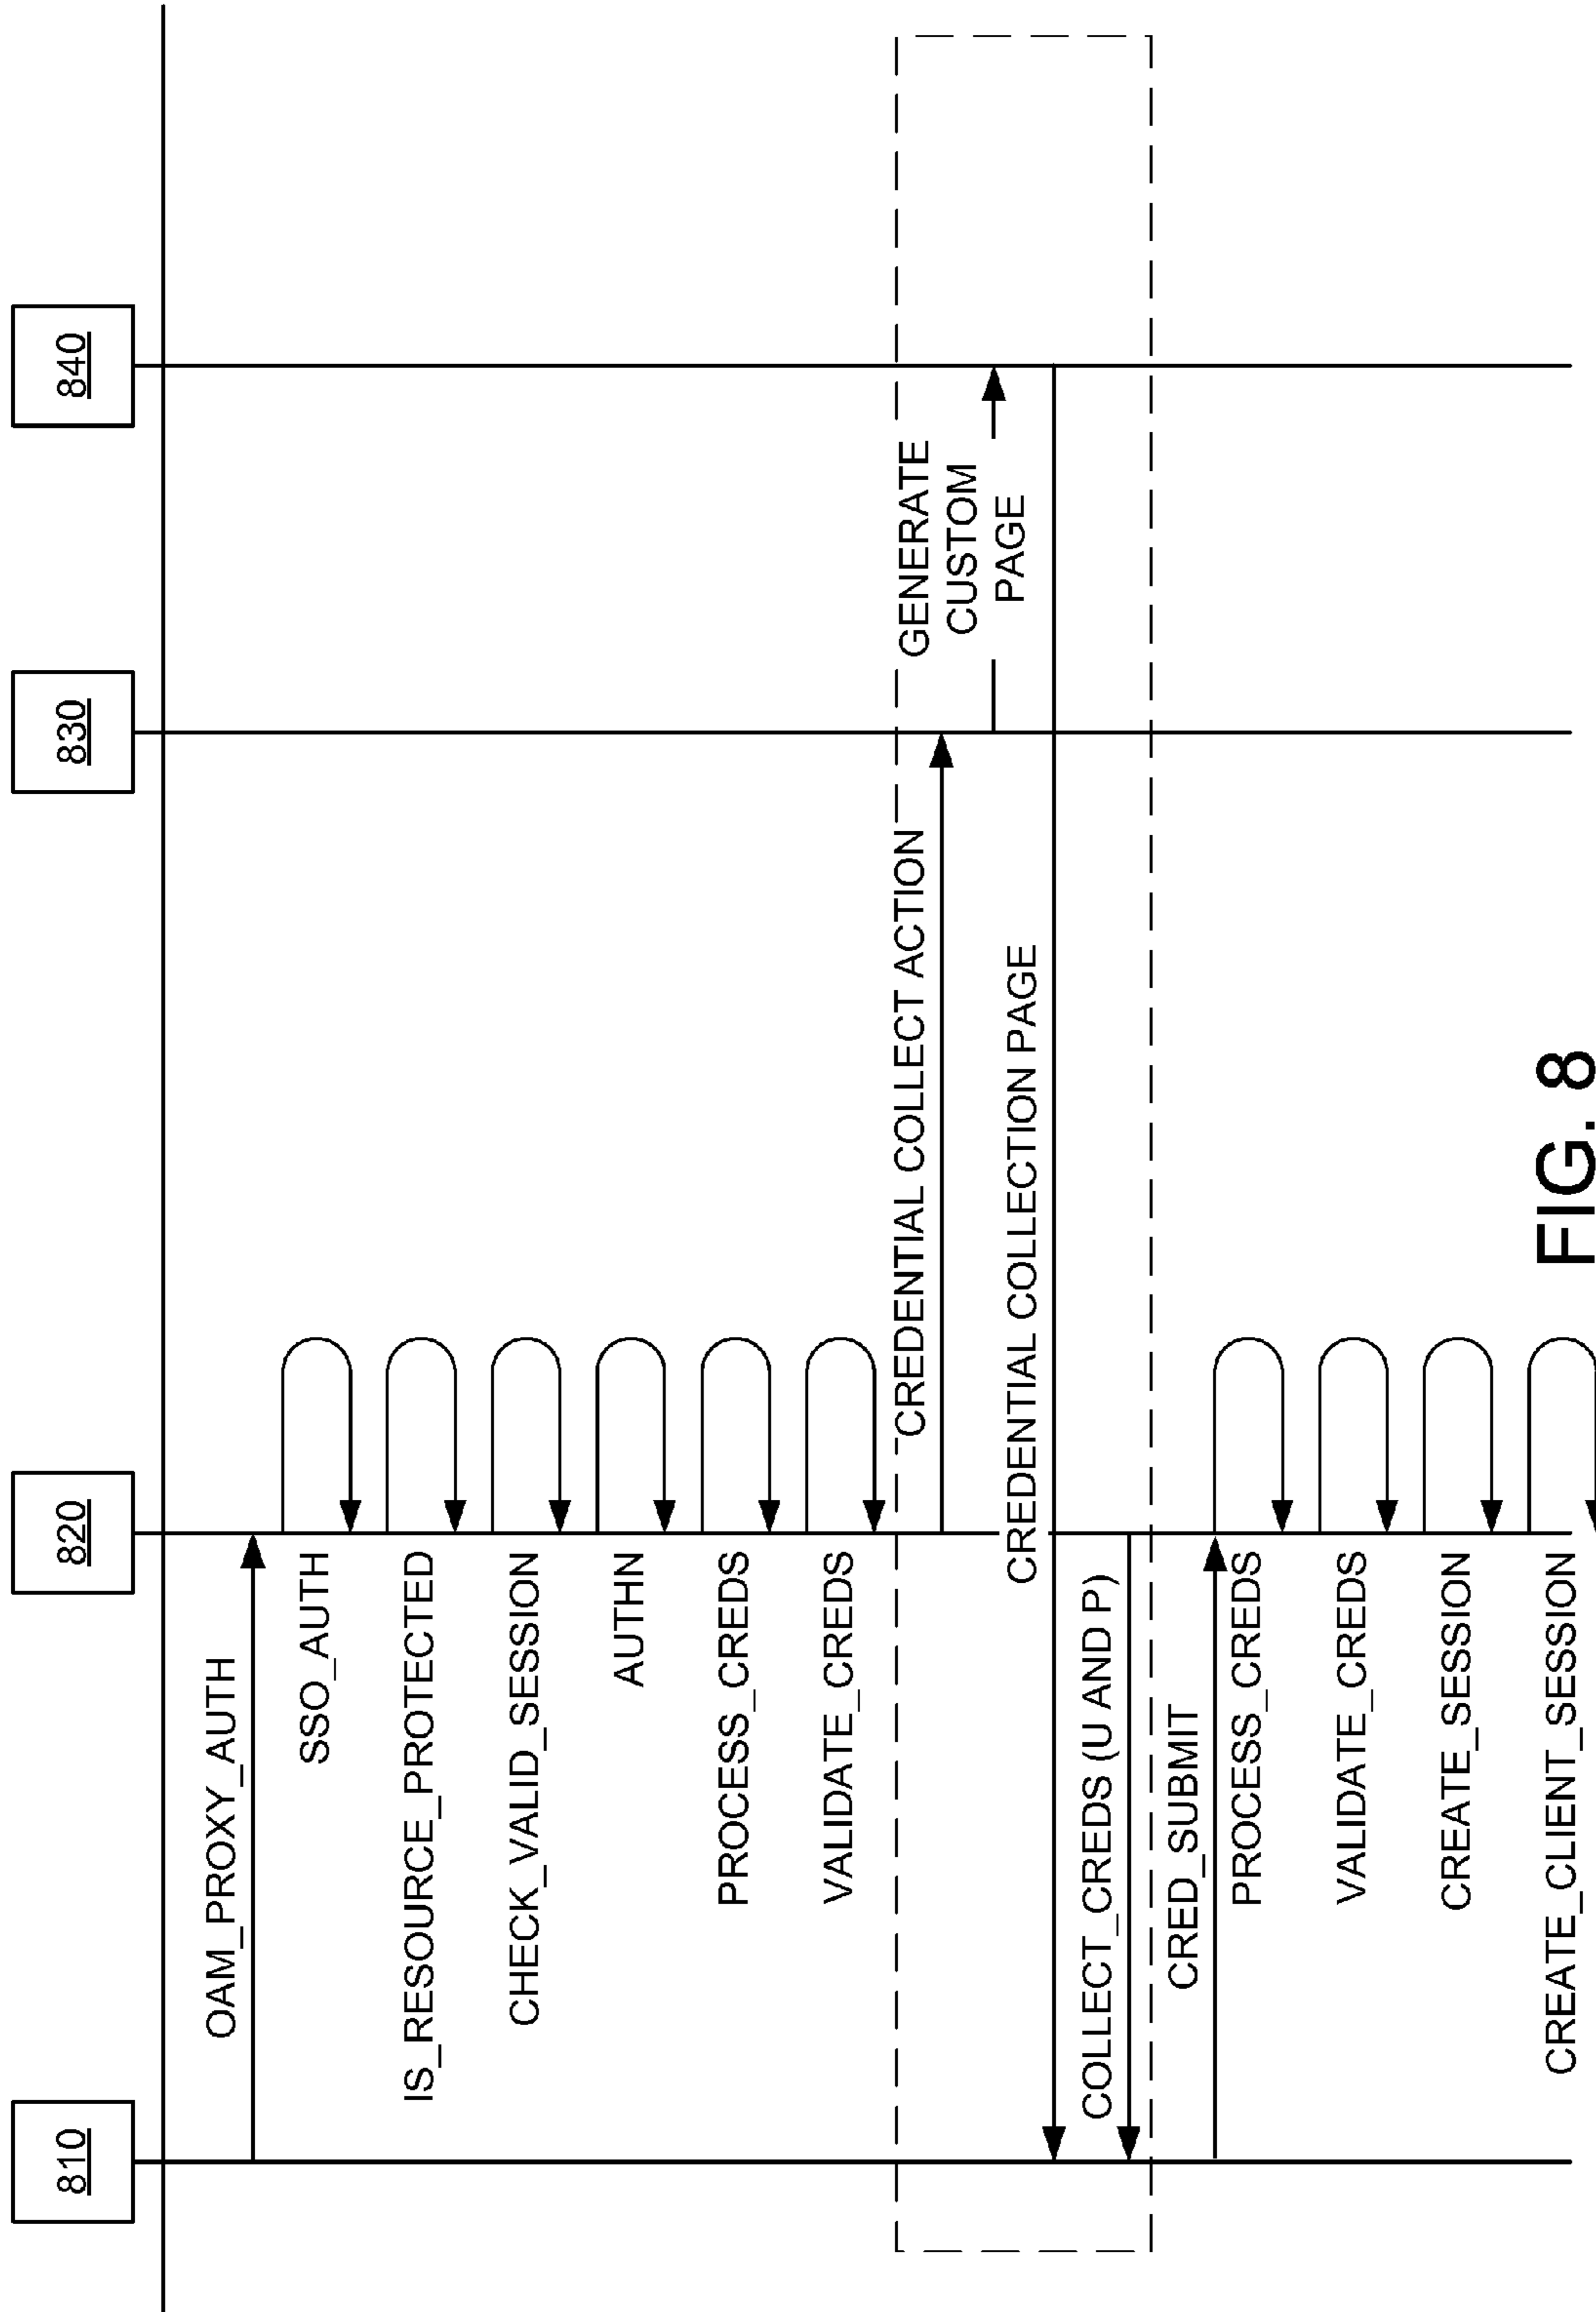 810
820
830
840
OAM_PROXY_AUTH
SSO_AUTH
IS_RESOURCE_PROTECTED
CHECK_VALID_SESSION
AUTHN
PROCESS_CREDS
VALIDATE_CREDS
CREDENTIAL COLLECT ACTION
GENERATE
CUSTOM
PAGE
CREDENTIAL COLLECTION PAGE
COLLECT_CREDS (U AND P)
CRED_SUBMIT
PROCESS_CREDS
VALIDATE_CREDS
CREATE_SESSION
CREATE_CLIENT_SESSION
FIG. 8